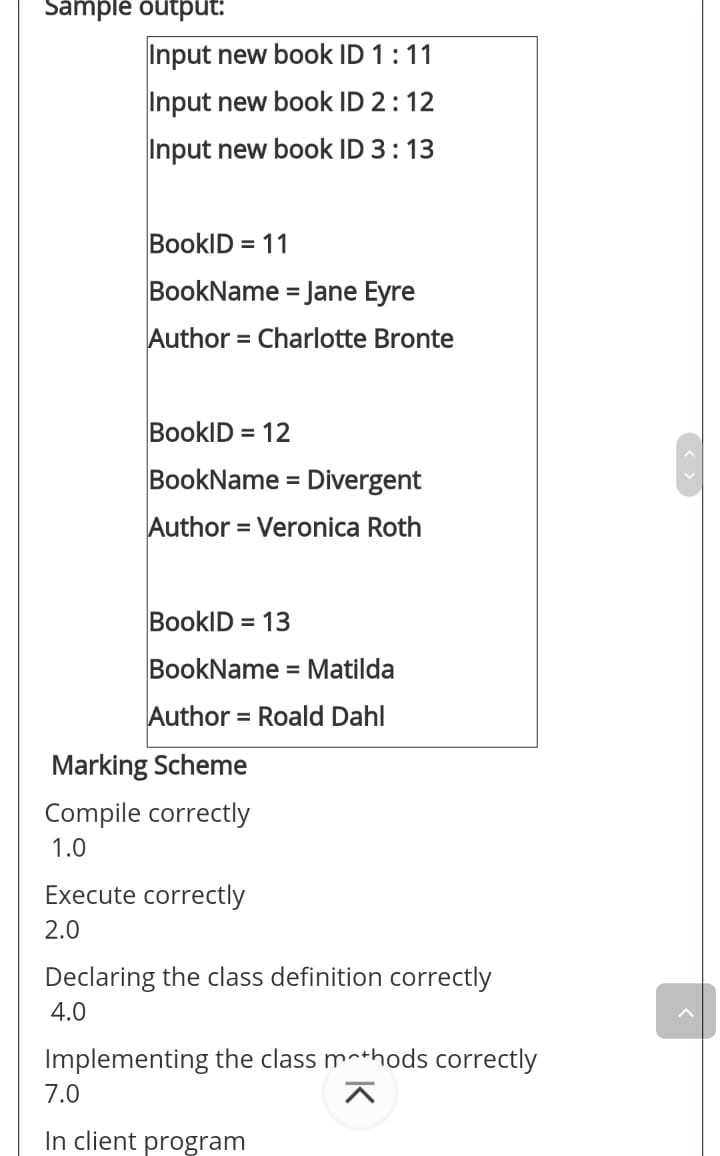 Sample output:
Input new book ID 1 : 11
Input new book ID 2 : 12
Input new book ID 3 : 13
BookID = 11
BookName = Jane Eyre
Author = Charlotte Bronte
BookID = 12
BookName = Divergent
Author = Veronica Roth
BookID = 13
BookName = Matilda
Author = Roald Dahl
Marking Scheme
Compile correctly
1.0
Execute correctly
2.0
Declaring the class definition correctly
4.0
Implementing the class methods correctly
7.0
In client program